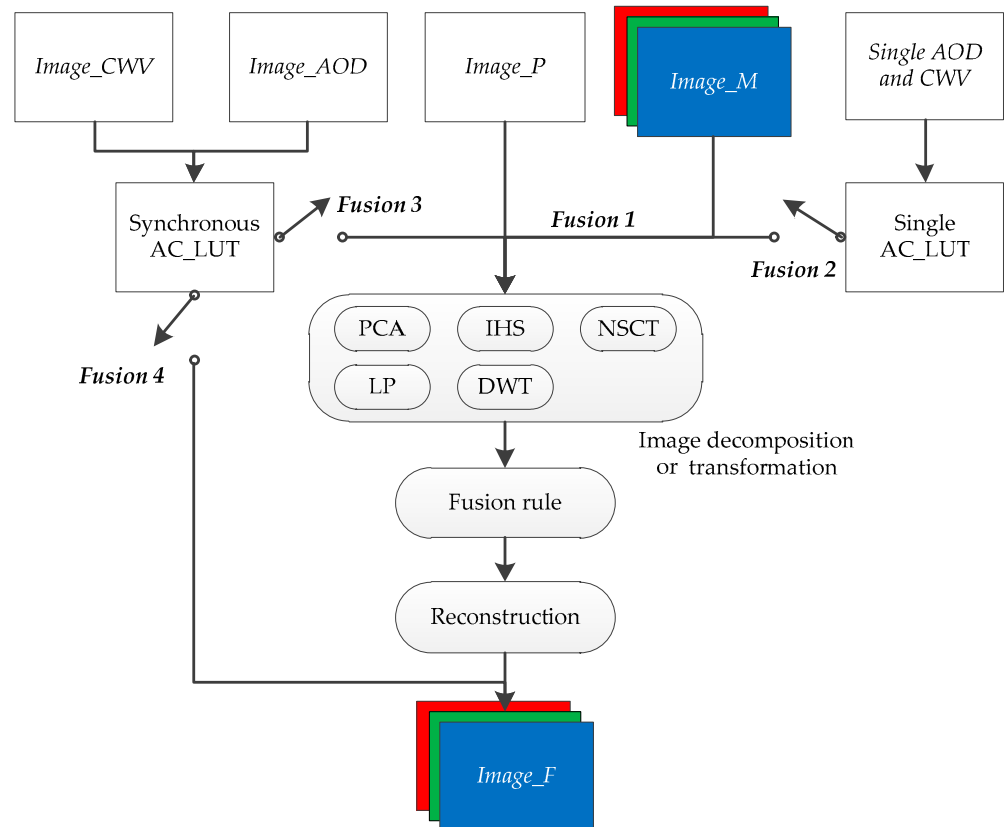 Image_CWV
Image_AOD
Image_P
Image_M
Single AOD
and CWV
Synchronous
AC_LUT
Fusion 3
Fusion 1
Fusion 2
Single
AC_LUT
Fusion 4
PCA
IHS
NSCT
LP
DWT
Image decomposition
or transformation
Fusion rule
Reconstruction
Image_F